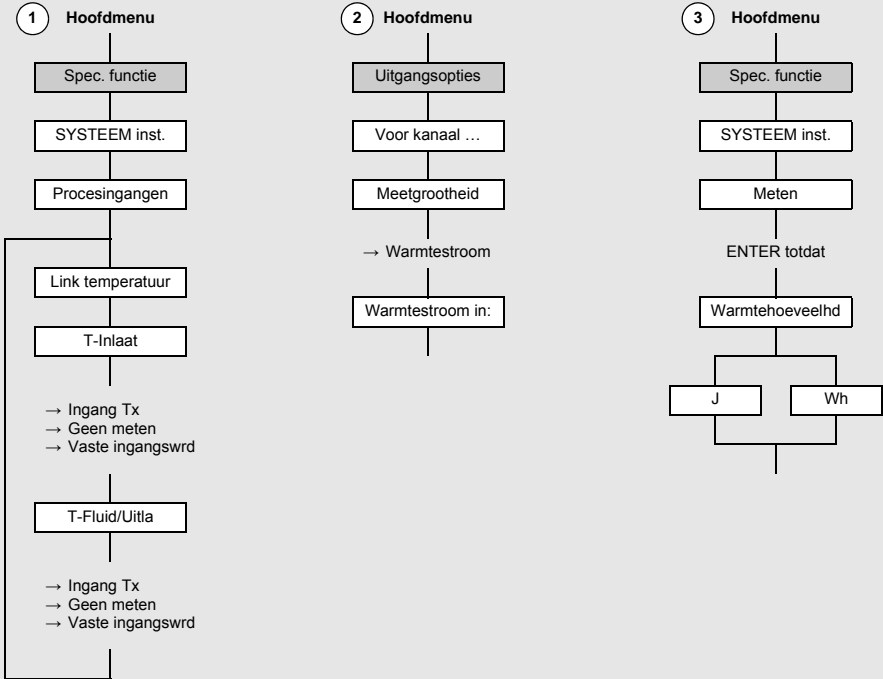 1 Hoofdmenu
Spec. functie
SYSTEEM inst.
Procesingangen
Link temperatuur
T-Inlaat
→ Ingang Tx
→ Geen meten
→ Vaste ingangswrd
T-Fluid/Uitla
→ Ingang Tx
→ Geen meten
→ Vaste ingangswrd
2 Hoofdmenu
Uitgangsopties
Voor kanaal …
Meetgrootheid
→ Warmtestroom
Warmtestroom in:
3 Hoofdmenu
Spec. functie
SYSTEEM inst.
Meten
ENTER totdat
Warmtehoeveelhd
J
Wh